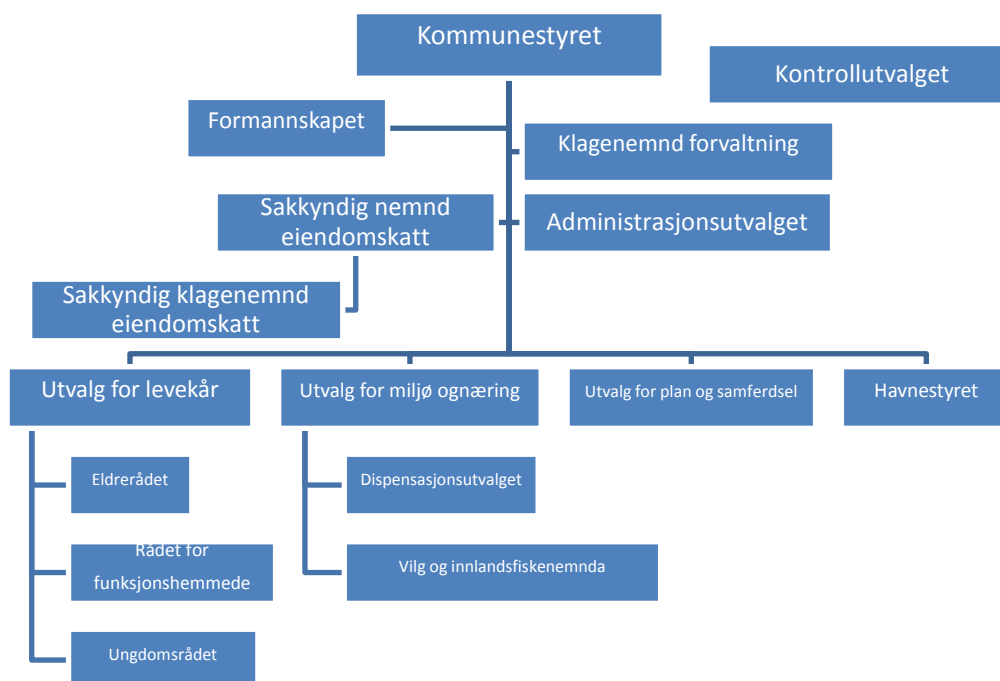 Kommunestyret
Kontrollutvalget
Formannskapet
Klagenemnd forvaltning
Sakkyndig nemnd
eiendomskatt
Administrasjonsutvalget
Sakkyndig klagenemnd
eiendomskatt
Utvalg for levekår
Utvalg for miljø ognæring
Utvalg for plan og samferdsel
Havnestyret
Eldrerådet
Dispensasjonsutvalget
Rådet for
funksjonshemmede
Vilg og innlandsfiskenemnda
Ungdomsrådet